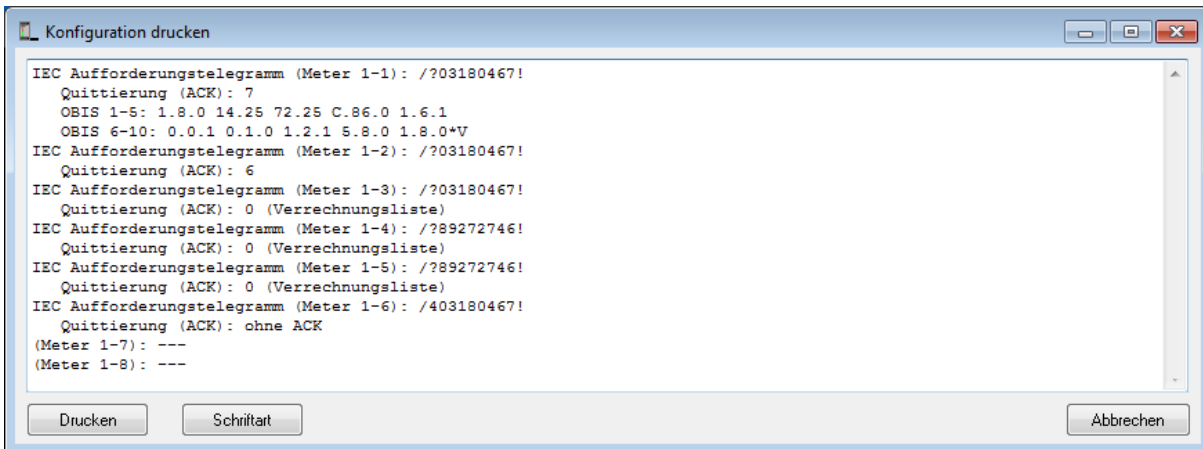 Konfiguration drucken
IEC Aufforderungstelegramm (Meter 1-1): /?03180467!
Quittierung (ACK): 7
OBIS 1-5: 1.8.0 14.25 72.25 C.86.0 1.6.1
OBIS 6-10: 0.0.1 0.1.0 1.2.1 5.8.0 1.8.0*V
IEC Aufforderungstelegramm (Meter 1-2): /?03180467!
Quittierung (ACK): 6
IEC Aufforderungstelegramm (Meter 1-3): /?03180467!
Quittierung (ACK): 0 (Verrechnungsliste)
IEC Aufforderungstelegramm (Meter 1-4): /?89272746!
Quittierung (ACK): 0 (Verrechnungsliste)
IEC Aufforderungstelegramm (Meter 1-5): /?89272746!
Quittierung (ACK): 0 (Verrechnungsliste)
IEC Aufforderungstelegramm (Meter 1-6): /403180467!
Quittierung (ACK): ohne ACK
(Meter 1-7): ---
(Meter 1-8): ---
Drucken Schriftart Abbrechen